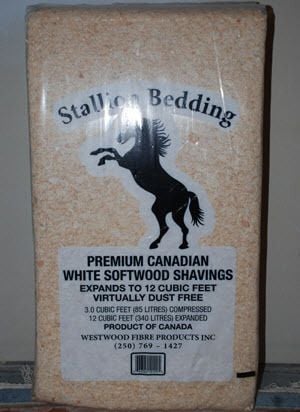 Stallion Bedding
PREMIUM CANADIAN
WHITE SOFTWOOD SHAVINGS
EXPANDS TO 12 CUBIC FEET
VIRTUALLY DUST FREE
3.0 CUBIC FEET (85 LITRES) COMPRESSED
12 CUBIC FEET (340 LITRES) EXPANDED
PRODUCT OF CANADA
WESTWOOD FIBRE PRODUCTS INC
(250) 769 - 1427